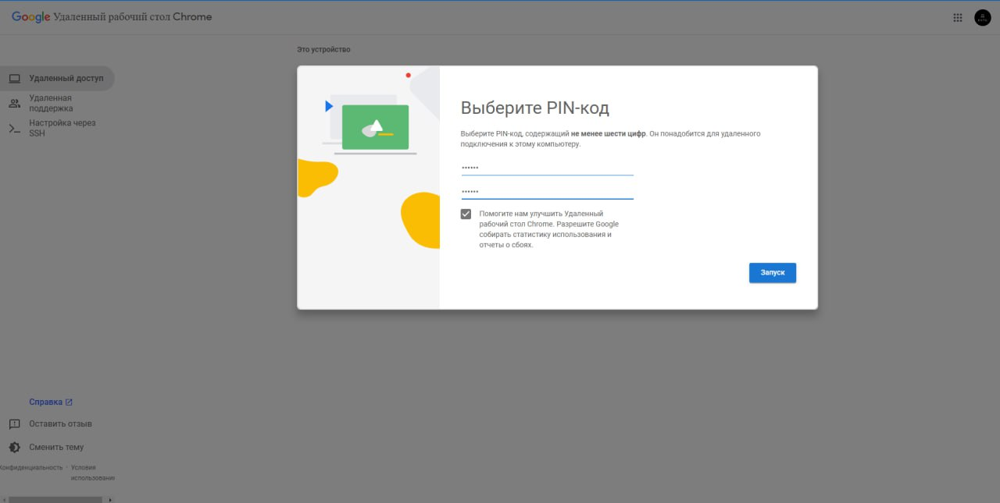 Google Удаленный рабочий стол Chrome
Это устройство
Удаленный доступ
Удаленная
поддержка
Настройка через
SSH
Выберите PIN-код
Выберите PIN-код, содержащий не менее шести цифр. Он понадобится для удаленного
подключения к этому компьютеру.
••••••
••••••
Помогите нам улучшить Удаленный
рабочий стол Chrome. Разрешите Google
собирать статистику использования и
отчеты о сбоях.
Запуск
Справка
Оставить отзыв
Сменить тему
Конфиденциальность · Условия
использования